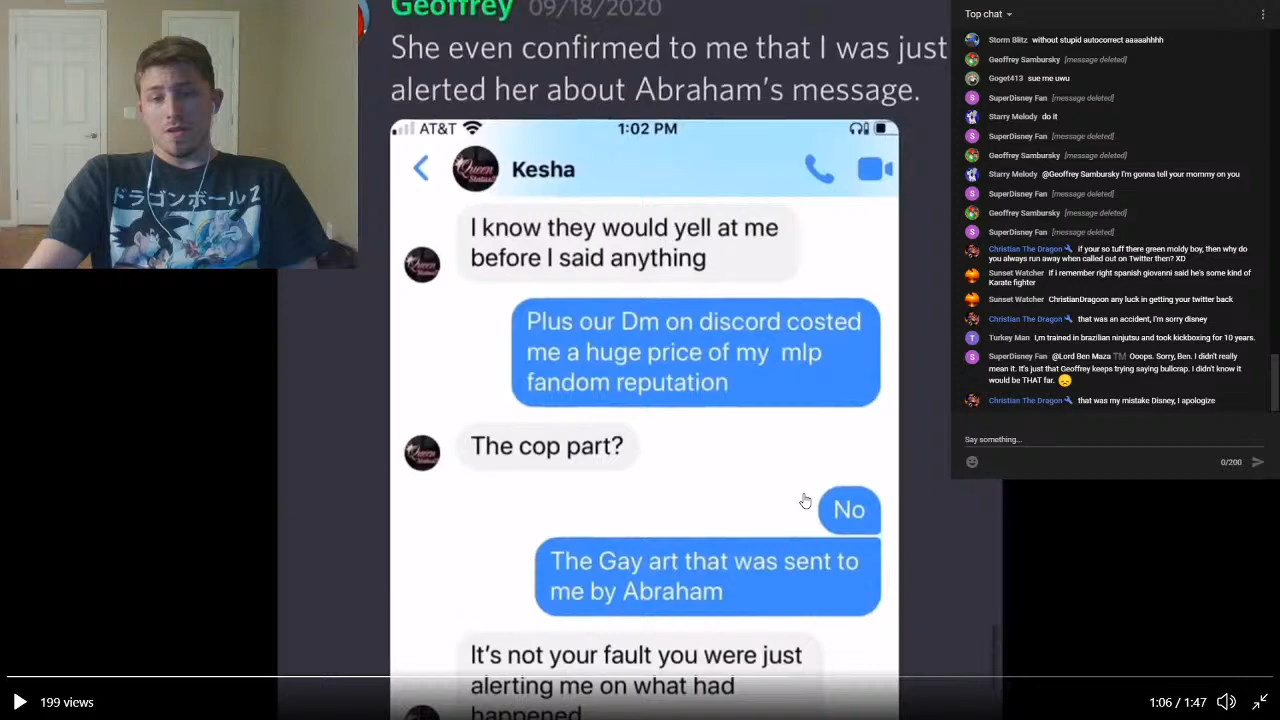 Geoffrey 09/18/2020
She even confirmed to me that I was just
alerted her about Abraham's message.
AT&T 1:02 PM
Queen
Kesha
I know they would yell at me
before I said anything
Plus our Dm on discord costed
me a huge price of my mlp
fandom reputation
The cop part?
No
The Gay art that was sent to
me by Abraham
It's not your fault you were just
alerting me on what had
happened
ドラゴンボールZ
Top chat
Storm Blitz without stupid autocorrect aaaaahhhh
Geoffrey Sambursky [message deleted]
Goget413 sue me uwu
SuperDisney Fan [message deleted]
Starry Melody do it
SuperDisney Fan [message deleted]
Geoffrey Sambursky [message deleted]
Starry Melody @Geoffrey Sambursky I'm gonna tell your mommy on you
SuperDisney Fan [message deleted]
Geoffrey Sambursky [message deleted]
SuperDisney Fan [message deleted]
Christian The Dragon if your so tuff there green moldy boy, then why do
you always run away when called out on Twitter then? XD
Sunset Watcher if i remember right spanish giovanni said he's some kind of
Karate fighter
Sunset Watcher ChristianDragoon any luck in getting your twitter back
Christian The Dragon that was an accident, I'm sorry disney
T Turkey Man I,m trained in brazilian ninjutsu and took kickboxing for 10 years.
S SuperDisney Fan @Lord Ben Maza TM Ooops. Sorry, Ben. I didn't really
mean it. It's just that Geoffrey keeps trying saying bullcrap. I didn't know it
would be THAT far.
Christian The Dragon that was my mistake Disney, I apologize
Say something...
0/200
199 views
1:06 / 1:47